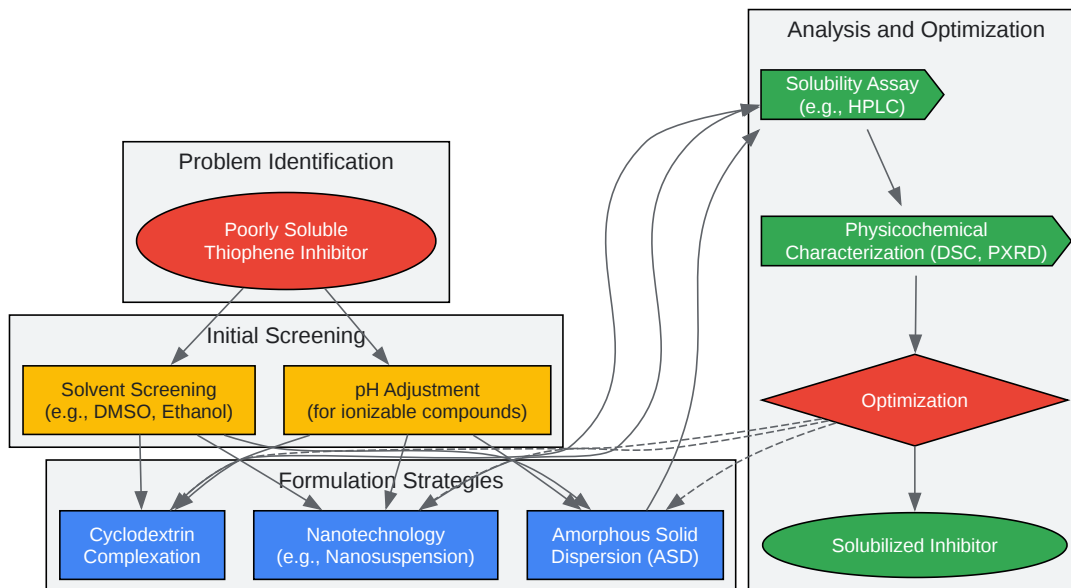 Problem Identification
Poorly Soluble
Thiophene Inhibitor
Initial Screening
Solvent Screening
(e.g., DMSO, Ethanol)
pH Adjustment
(for ionizable compounds)
Formulation Strategies
Cyclodextrin
Complexation
Nanotechnology
(e.g., Nanosuspension)
Amorphous Solid
Dispersion (ASD)
Analysis and Optimization
Solubility Assay
(e.g., HPLC)
Physicochemical
Characterization (DSC, PXRD)
Optimization
Solubilized Inhibitor